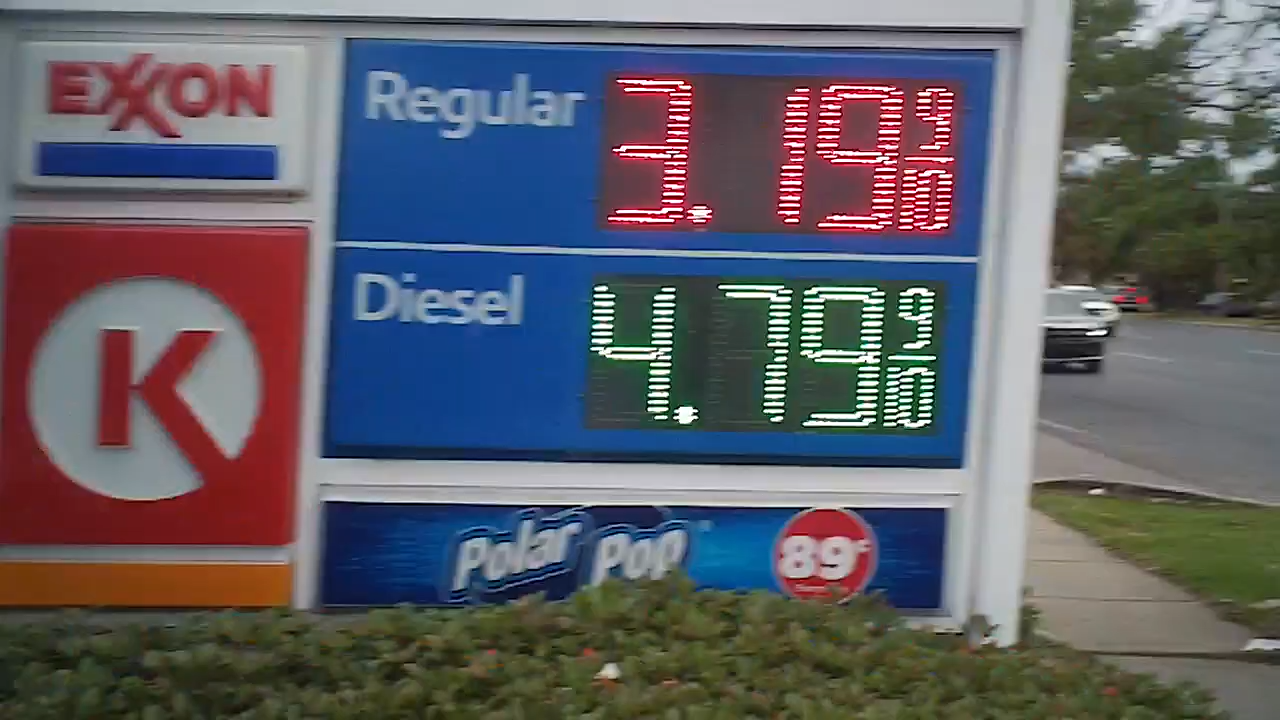 EXXON
K
Regular 3.19 9/10
Diesel 4.79 9/10
Polar Pop 89¢